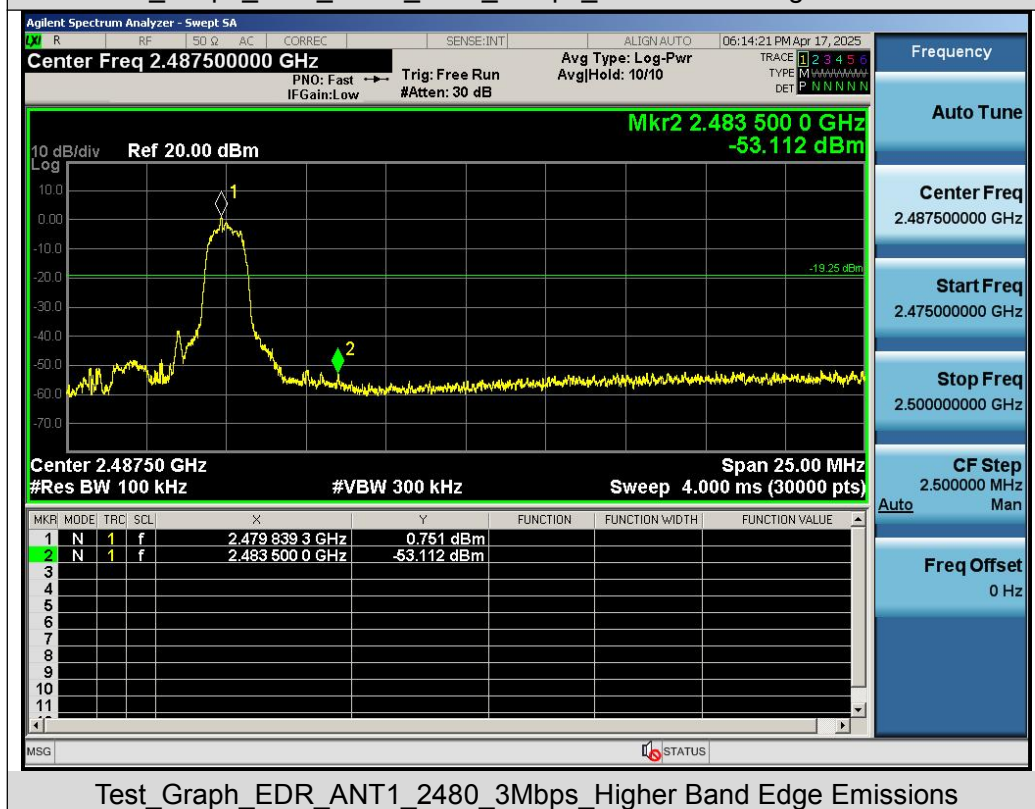 Agilent Spectrum Analyzer - Swept SA
LXI R RF 50 Ω AC CORREC SENSE:INT ALIGN AUTO 06:14:21 PM Apr 17, 2025
Center Freq 2.487500000 GHz
PNO: Fast
IFGain:Low
Trig: Free Run
#Atten: 30 dB
Avg Type: Log-Pwr
Avg|Hold: 10/10
TRACE 1 2 3 4 5 6
TYPE M WWWWW
DET P N N N N N
Mkr2 2.483 500 0 GHz
-53.112 dBm
10 dB/div Ref 20.00 dBm
Log
10.0
0.00
-10.0
-20.0
-30.0
-40.0
-50.0
-60.0
-70.0
1
-19.25 dBm
2
Center 2.48750 GHz Span 25.00 MHz
#Res BW 100 kHz #VBW 300 kHz Sweep 4.000 ms (30000 pts)
MKR MODE TRC SCL X Y FUNCTION FUNCTION WIDTH FUNCTION VALUE
1 N 1 f 2.479 839 3 GHz 0.751 dBm
2 N 1 f 2.483 500 0 GHz -53.112 dBm
3
4
5
6
7
8
9
10
11
MSG STATUS
Frequency
Auto Tune
Center Freq
2.487500000 GHz
Start Freq
2.475000000 GHz
Stop Freq
2.500000000 GHz
CF Step
2.500000 MHz
Auto Man
Freq Offset
0 Hz
Test_Graph_EDR_ANT1_2480_3Mbps_Higher Band Edge Emissions